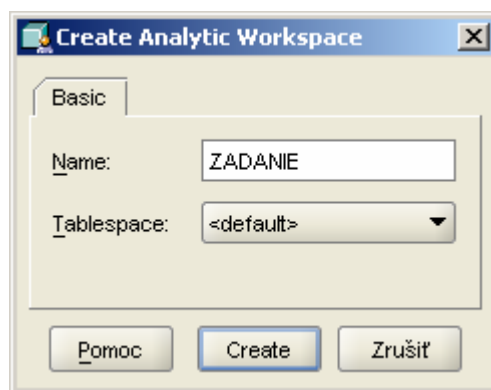 Create Analytic Workspace
Basic
Name: ZADANIE
Tablespace: <default>
Pomoc Create Zrušiť